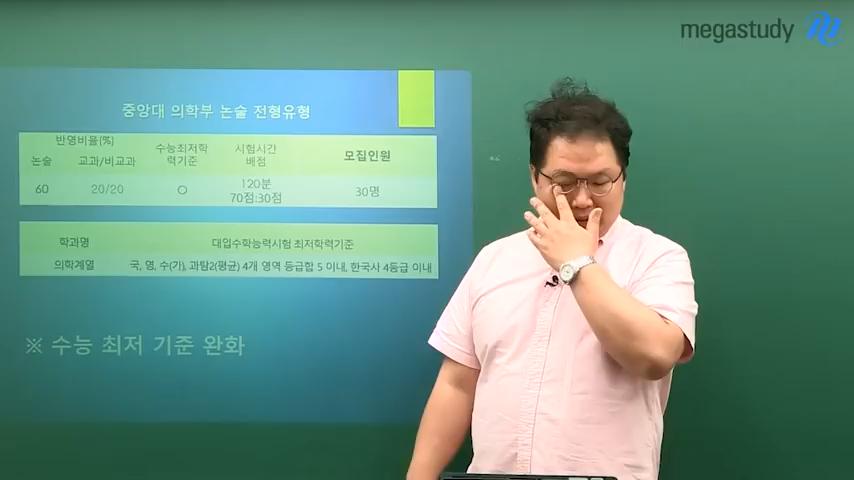 megastudy
중앙대 의학부 논술 전형유형
반영비율(%)
수능최저학력기준
시험시간
배점
모집인원
논술
교과/비교과
60
20/20
○
120분
70점:30점
30명
학과명
대입수학능력시험 최저학력기준
의학계열
국, 영, 수(가), 과탐2(평균) 4개 영역 등급합 5 이내, 한국사 4등급 이내
※ 수능 최저 기준 완화